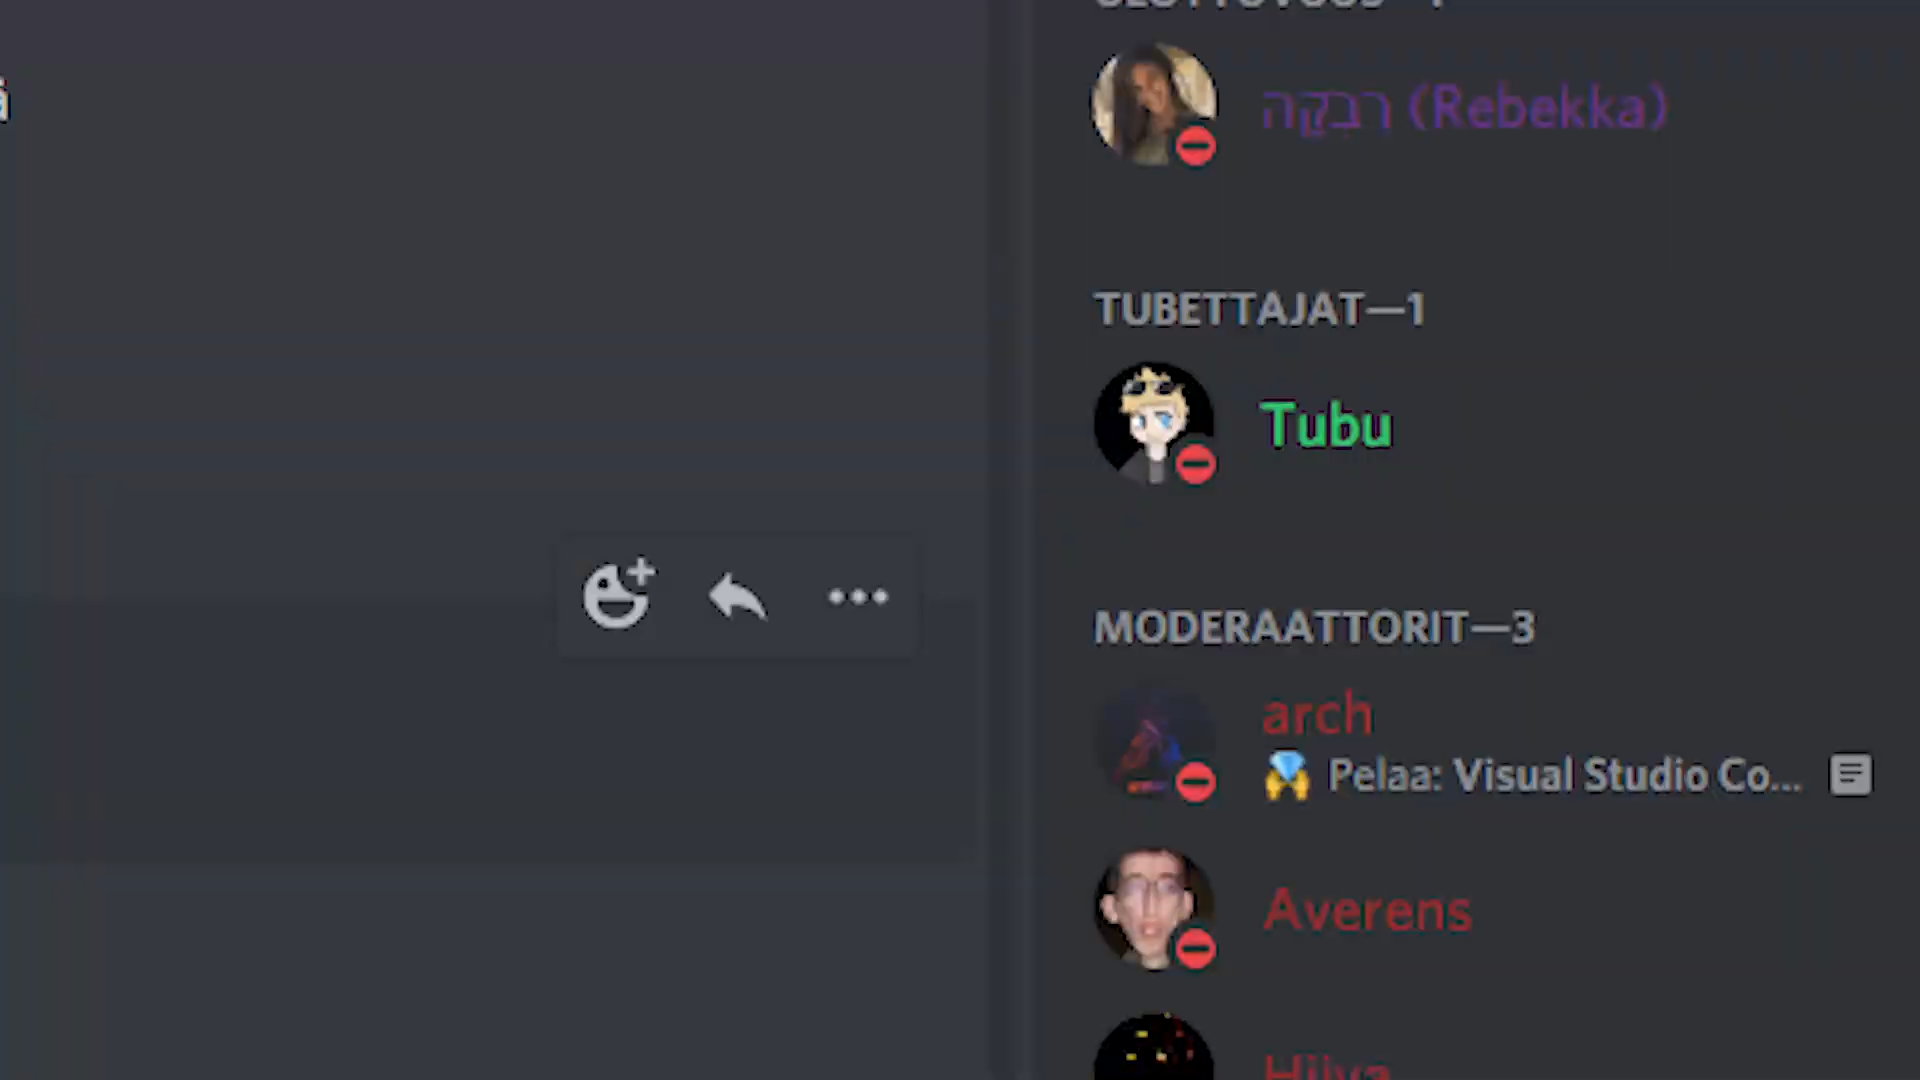 רבקה (Rebekka)
TUBETTAJAT—1
Tubu
MODERAATTORIT—3
arch
Pelaa: Visual Studio Co...
Averens